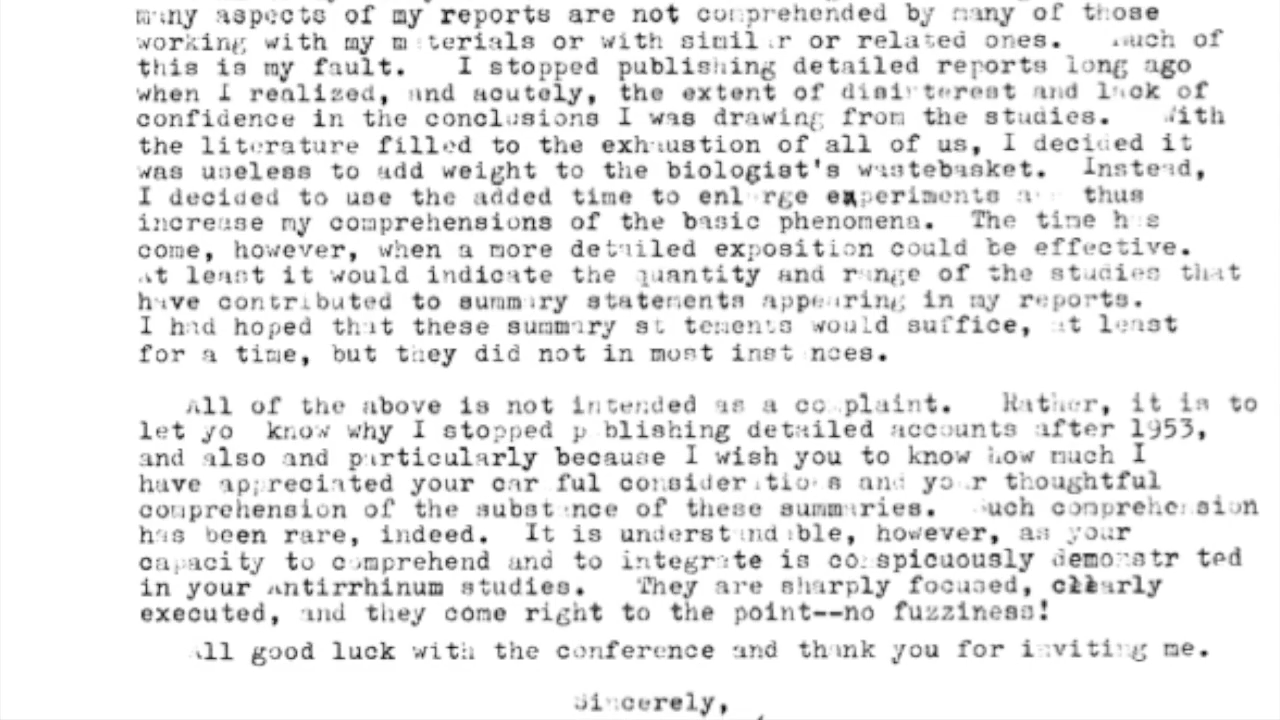 many aspects of my reports are not comprehended by many of those
working with my materials or with similar or related ones. Much of
this is my fault. I stopped publishing detailed reports long ago
when I realized, and acutely, the extent of disinterest and lack of
confidence in the conclusions I was drawing from the studies. With
the literature filled to the exhaustion of all of us, I decided it
was useless to add weight to the biologist's wastebasket. Instead,
I decided to use the added time to enlarge experiments and thus
increase my comprehensions of the basic phenomena. The time has
come, however, when a more detailed exposition could be effective.
At least it would indicate the quantity and range of the studies that
have contributed to summary statements appearing in my reports.
I had hoped that these summary statements would suffice, at least
for a time, but they did not in most instances.
All of the above is not intended as a complaint. Rather, it is to
let you know why I stopped publishing detailed accounts after 1953,
and also and particularly because I wish you to know how much I
have appreciated your careful considerations and your thoughtful
comprehension of the substance of these summaries. Such comprehension
has been rare, indeed. It is understandable, however, as your
capacity to comprehend and to integrate is conspicuously demonstrated
in your Antirrhinum studies. They are sharply focused, clearly
executed, and they come right to the point--no fuzziness!
All good luck with the conference and thank you for inviting me.
Sincerely,